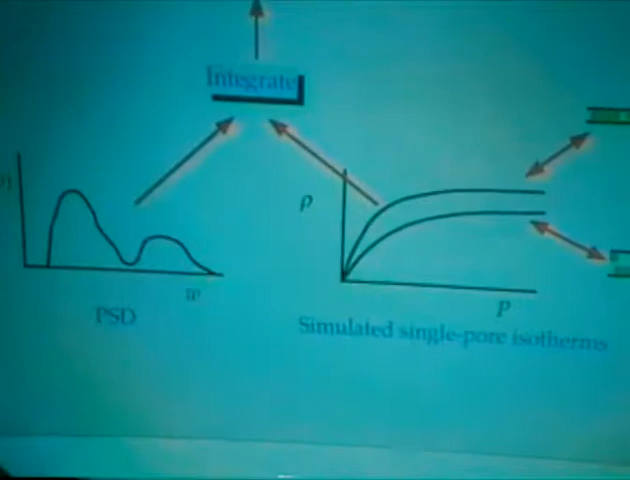 Integrate
ρ
w
P
PSD
Simulated single-pore isotherms